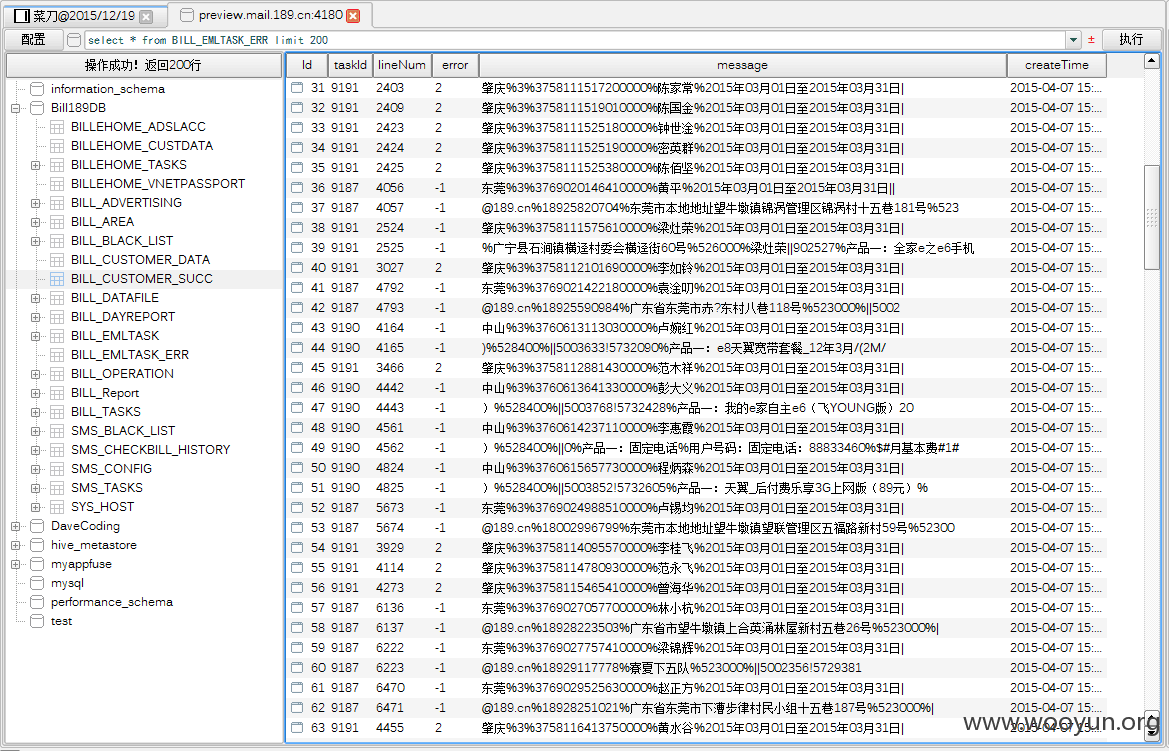 菜刀@2015/12/19
preview.mail.189.cn:4180
配置
select * from BILL_EMLTASK_ERR limit 200
± 执行
操作成功！返回200行
information_schema
Bill189DB
BILLEHOME_ADSLACC
BILLEHOME_CUSTDATA
BILLEHOME_TASKS
BILLEHOME_VNETPASSPORT
BILL_ADVERTISING
BILL_AREA
BILL_BLACK_LIST
BILL_CUSTOMER_DATA
BILL_CUSTOMER_SUCC
BILL_DATAFILE
BILL_DAYREPORT
BILL_EMLTASK
BILL_EMLTASK_ERR
BILL_OPERATION
BILL_Report
BILL_TASKS
SMS_BLACK_LIST
SMS_CHECKBILL_HISTORY
SMS_CONFIG
SMS_TASKS
SYS_HOST
DaveCoding
hive_metastore
myappfuse
mysql
performance_schema
test
Id taskId lineNum error message createTime
31 9191 2403 2 肇庆%3%3758111517200000%陈家常%2015年03月01日至2015年03月31日| 2015-04-07 15:...
32 9191 2409 2 肇庆%3%3758111519010000%陈国金%2015年03月01日至2015年03月31日| 2015-04-07 15:...
33 9191 2423 2 肇庆%3%3758111525180000%钟世淦%2015年03月01日至2015年03月31日| 2015-04-07 15:...
34 9191 2424 2 肇庆%3%3758111525190000%密英群%2015年03月01日至2015年03月31日| 2015-04-07 15:...
35 9191 2425 2 肇庆%3%3758111525380000%陈佰坚%2015年03月01日至2015年03月31日| 2015-04-07 15:...
36 9187 4056 -1 东莞%3%3769020146410000%黄平%2015年03月01日至2015年03月31日|| 2015-04-07 15:...
37 9187 4057 -1 @189.cn%18925820704%东莞市本地地址望牛墩镇锦涡管理区锦涡村十五巷181号%523 2015-04-07 15:...
38 9191 2524 -1 肇庆%3%3758111575610000%梁灶荣%2015年03月01日至2015年03月31日| 2015-04-07 15:...
39 9191 2525 -1 %广宁县石涧镇横迳村委会横迳街60号%526000%梁灶荣||902527%产品一：全家e之e6手机 2015-04-07 15:...
40 9191 3027 2 肇庆%3%3758112101690000%李如铃%2015年03月01日至2015年03月31日| 2015-04-07 15:...
41 9187 4792 -1 东莞%3%3769021422180000%袁淦叨%2015年03月01日至2015年03月31日| 2015-04-07 15:...
42 9187 4793 -1 @189.cn%18925590984%广东省东莞市赤?东村八巷118号%523000%||5002 2015-04-07 15:...
43 9190 4164 -1 中山%3%3760613113030000%卢婉红%2015年03月01日至2015年03月31日| 2015-04-07 15:...
44 9190 4165 -1 )%528400%||5003633!5732090%产品一：e8天翼宽带套餐_12年3月/(2M/ 2015-04-07 15:...
45 9191 3466 2 肇庆%3%3758112881430000%范木祥%2015年03月01日至2015年03月31日| 2015-04-07 15:...
46 9190 4442 -1 中山%3%3760613641330000%彭大义%2015年03月01日至2015年03月31日| 2015-04-07 15:...
47 9190 4443 -1 ）%528400%||5003768!5732428%产品一：我的e家自主e6（飞YOUNG版）20 2015-04-07 15:...
48 9190 4561 -1 中山%3%3760614237110000%李惠霞%2015年03月01日至2015年03月31日| 2015-04-07 15:...
49 9190 4562 -1 ）%528400%||0%产品一：固定电话%用户号码：固定电话：88833460%$#月基本费#1# 2015-04-07 15:...
50 9190 4824 -1 中山%3%3760615657730000%程炳森%2015年03月01日至2015年03月31日| 2015-04-07 15:...
51 9190 4825 -1 ）%528400%||5003852!5732605%产品一：天翼_后付费乐享3G上网版（89元）% 2015-04-07 15:...
52 9187 5673 -1 东莞%3%3769024988510000%卢锡均%2015年03月01日至2015年03月31日| 2015-04-07 15:...
53 9187 5674 -1 @189.cn%18002996799%东莞市本地地址望牛墩镇望联管理区五福路新村59号%52300 2015-04-07 15:...
54 9191 3929 2 肇庆%3%3758114095570000%李桂飞%2015年03月01日至2015年03月31日| 2015-04-07 15:...
55 9191 4114 2 肇庆%3%3758114780930000%范永飞%2015年03月01日至2015年03月31日| 2015-04-07 15:...
56 9191 4273 2 肇庆%3%3758115465410000%曾海华%2015年03月01日至2015年03月31日| 2015-04-07 15:...
57 9187 6136 -1 东莞%3%3769027057700000%林小杭%2015年03月01日至2015年03月31日| 2015-04-07 15:...
58 9187 6137 -1 @189.cn%18928223503%广东省市望牛墩镇上合英涌林屋新村五巷26号%523000%| 2015-04-07 15:...
59 9187 6222 -1 东莞%3%3769027757410000%梁锦辉%2015年03月01日至2015年03月31日| 2015-04-07 15:...
60 9187 6223 -1 @189.cn%18929117778%寮夏下五队%523000%||5002356!5729381 2015-04-07 15:...
61 9187 6470 -1 东莞%3%3769029525630000%赵正方%2015年03月01日至2015年03月31日| 2015-04-07 15:...
62 9187 6471 -1 @189.cn%18928251021%广东省东莞市下漕步律村民小组十五巷187号%523000%| 2015-04-07 15:...
63 9191 4455 2 肇庆%3%3758116413750000%黄水谷%2015年03月01日至2015年03月31日| 2015-04-07 15:...
www.wooyun.org